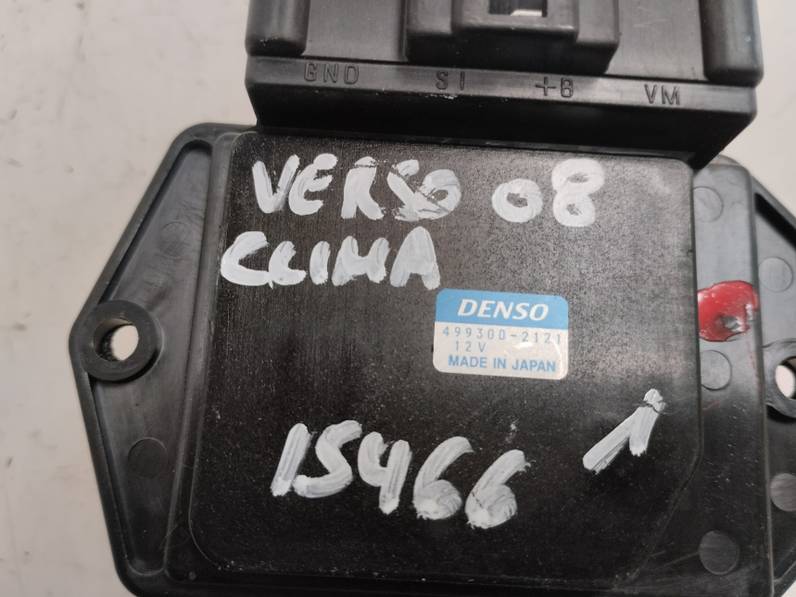 GND SI +B VM
VERSO 08
CLIMA
DENSO
499300-2121
12V
MADE IN JAPAN
15466 1